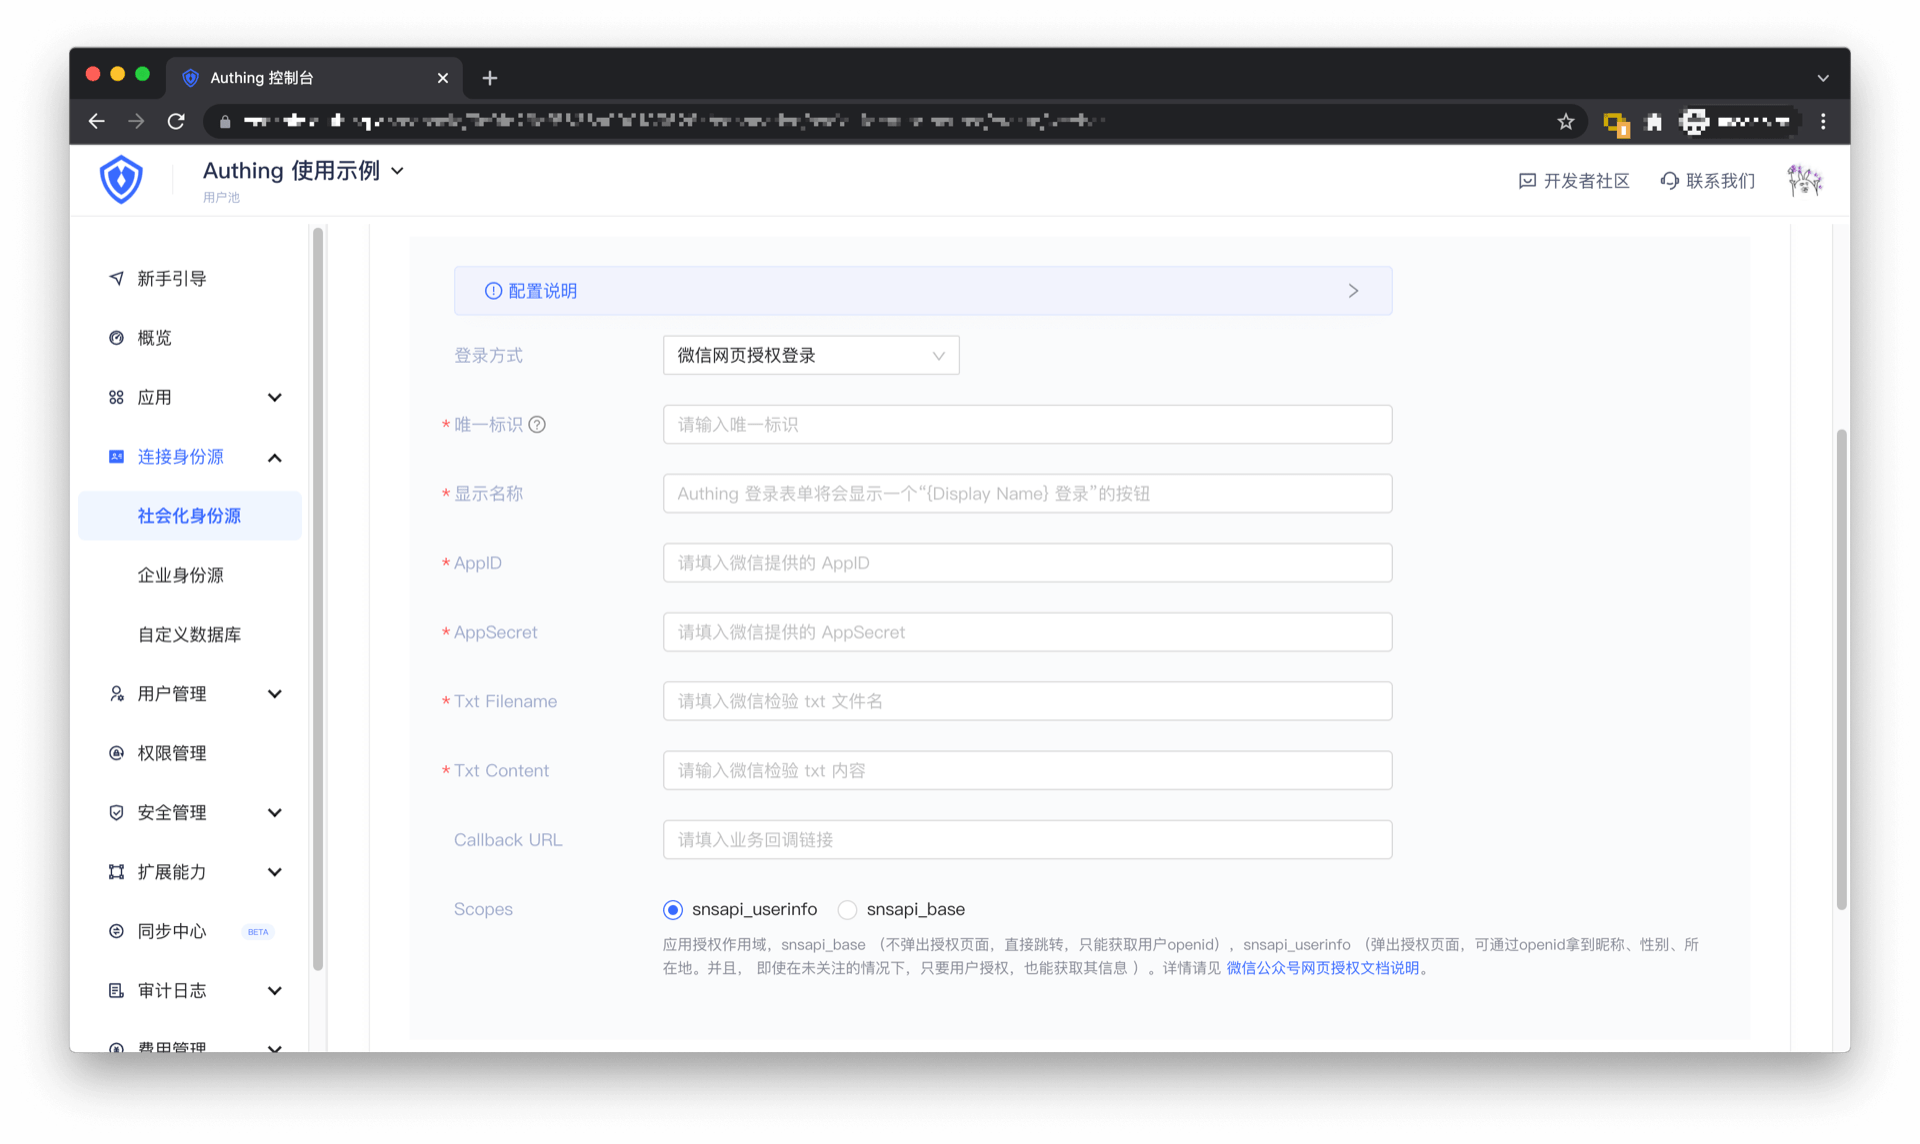 Authing 控制台
Authing 使用示例
用户池
开发者社区
联系我们
新手引导
概览
应用
连接身份源
社会化身份源
企业身份源
自定义数据库
用户管理
权限管理
安全管理
扩展能力
同步中心 BETA
审计日志
费用管理
配置说明
登录方式 微信网页授权登录
* 唯一标识 请输入唯一标识
* 显示名称 Authing 登录表单将会显示一个“{Display Name} 登录”的按钮
* AppID 请填入微信提供的 AppID
* AppSecret 请填入微信提供的 AppSecret
* Txt Filename 请填入微信检验 txt 文件名
* Txt Content 请输入微信检验 txt 内容
Callback URL 请填入业务回调链接
Scopes snsapi_userinfo snsapi_base
应用授权作用域，snsapi_base （不弹出授权页面，直接跳转，只能获取用户openid），snsapi_userinfo （弹出授权页面，可通过openid拿到昵称、性别、所
在地。并且， 即使在未关注的情况下，只要用户授权，也能获取其信息 ）。详情请见 微信公众号网页授权文档说明。